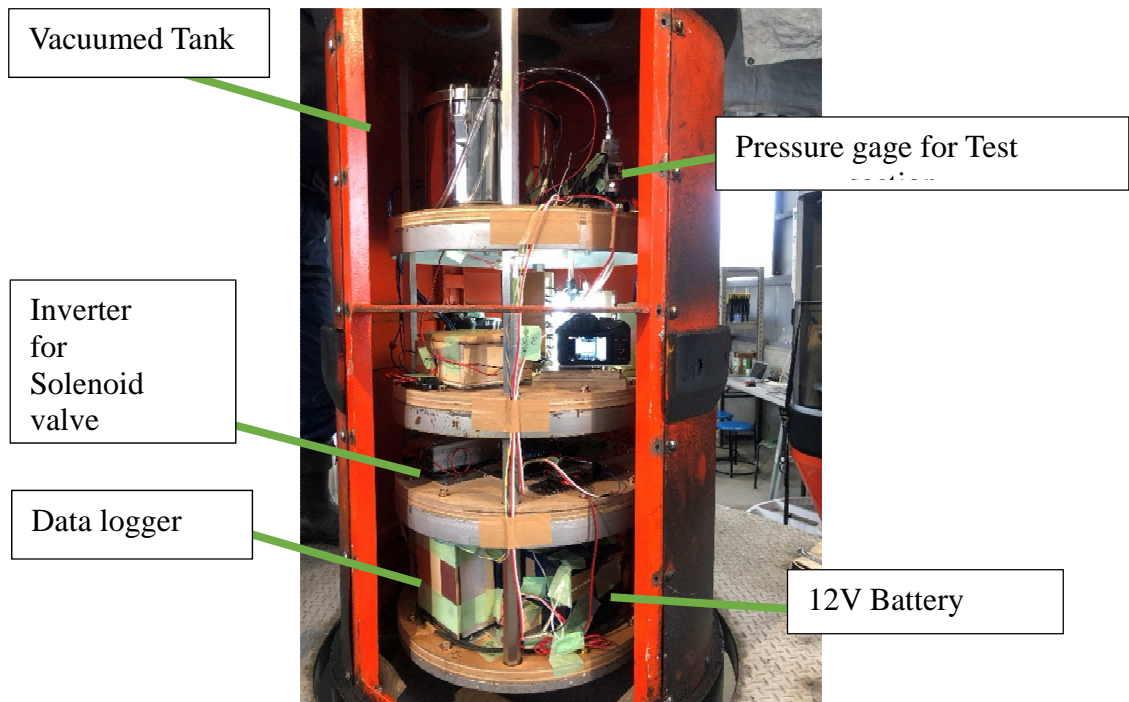 Vacuumed Tank
Pressure gage for Test
Inverter
for
Solenoid
valve
Data logger
12V Battery